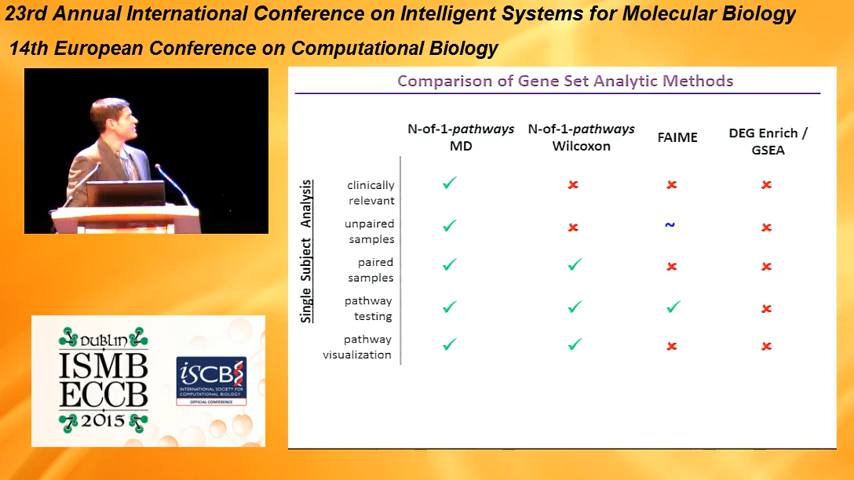 23rd Annual International Conference on Intelligent Systems for Molecular Biology
14th European Conference on Computational Biology
Comparison of Gene Set Analytic Methods
N-of-1-pathways MD
N-of-1-pathways Wilcoxon
FAIME
DEG Enrich / GSEA
Single Subject Analysis
clinically relevant ✓ ✗ ✗ ✗
unpaired samples ✓ ✗ ~ ✗
paired samples ✓ ✓ ✗ ✗
pathway testing ✓ ✓ ✓ ✗
pathway visualization ✓ ✓ ✗ ✗
DUBLIN
ISMB
ECCB
2015
ISCB
INTERNATIONAL SOCIETY FOR
COMPUTATIONAL BIOLOGY
OFFICIAL CONFERENCE